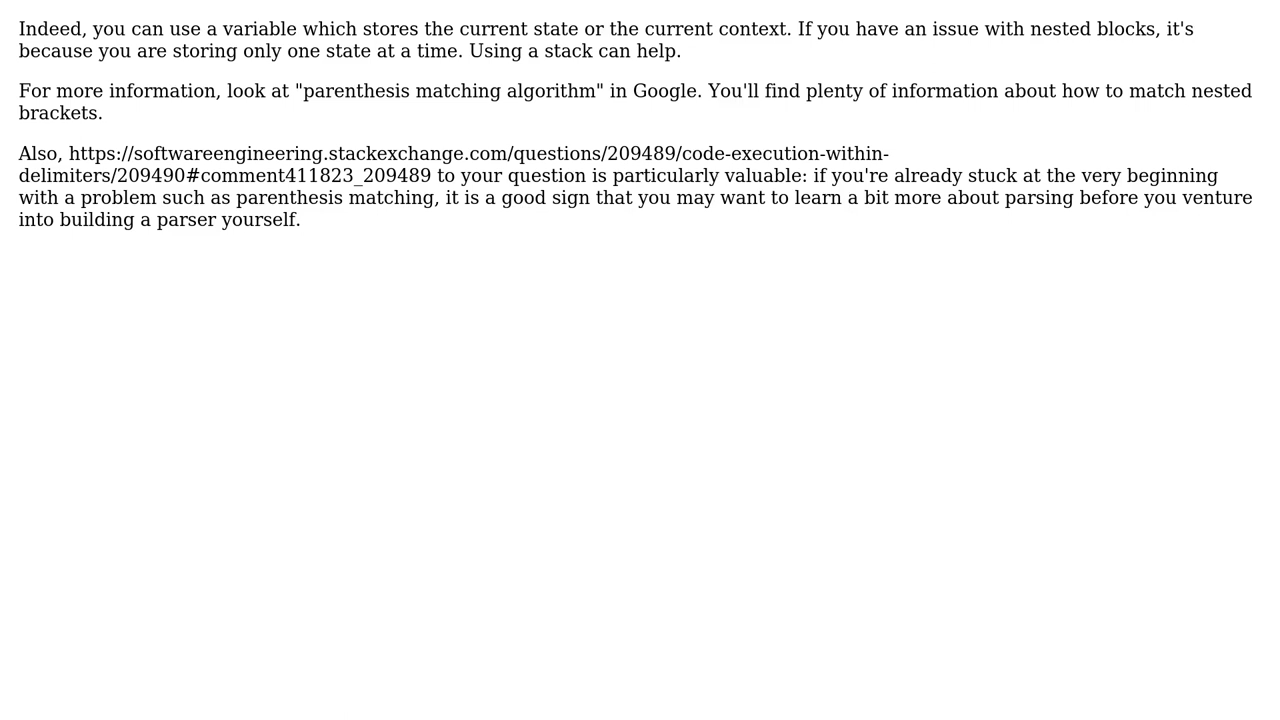 Indeed, you can use a variable which stores the current state or the current context. If you have an issue with nested blocks, it's
because you are storing only one state at a time. Using a stack can help.
For more information, look at "parenthesis matching algorithm" in Google. You'll find plenty of information about how to match nested
brackets.
Also, https://softwareengineering.stackexchange.com/questions/209489/code-execution-within-
delimiters/209490#comment411823_209489 to your question is particularly valuable: if you're already stuck at the very beginning
with a problem such as parenthesis matching, it is a good sign that you may want to learn a bit more about parsing before you venture
into building a parser yourself.